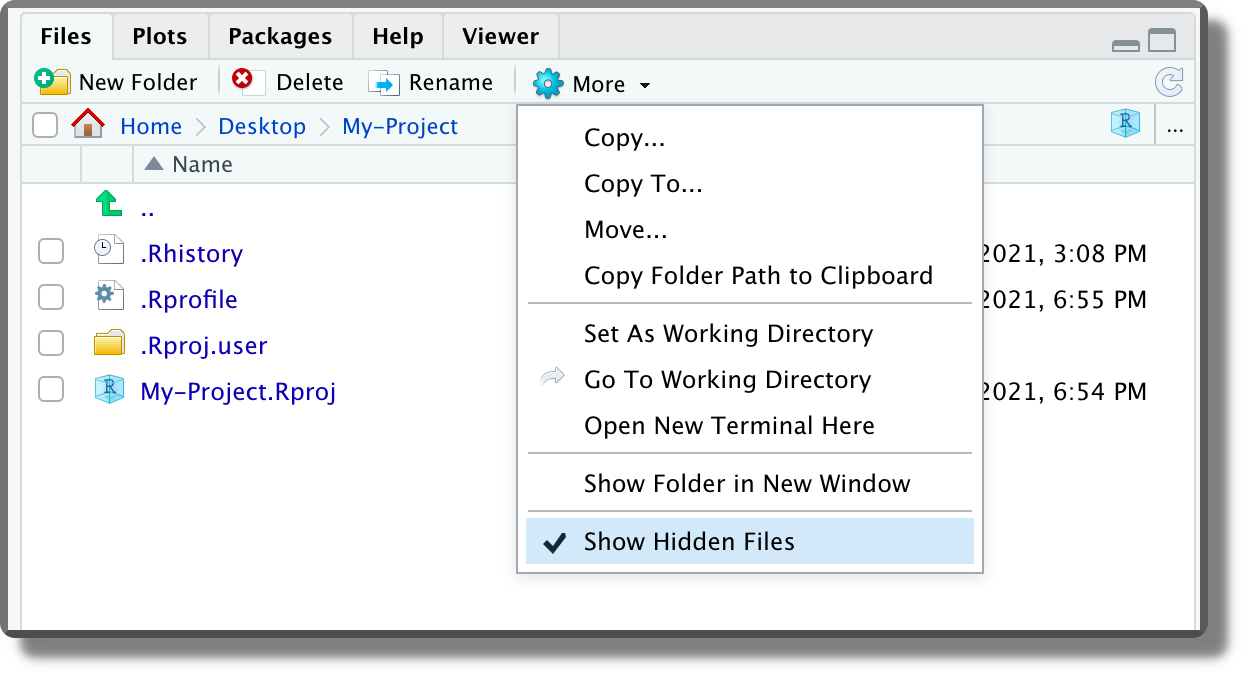 Files Plots Packages Help Viewer
New Folder Delete Rename More
Home Desktop My-Project ...
Name
..
.Rhistory
.Rprofile
.Rproj.user
My-Project.Rproj
Copy...
Copy To...
Move...
Copy Folder Path to Clipboard
Set As Working Directory
Go To Working Directory
Open New Terminal Here
Show Folder in New Window
Show Hidden Files
2021, 3:08 PM
2021, 6:55 PM
2021, 6:54 PM